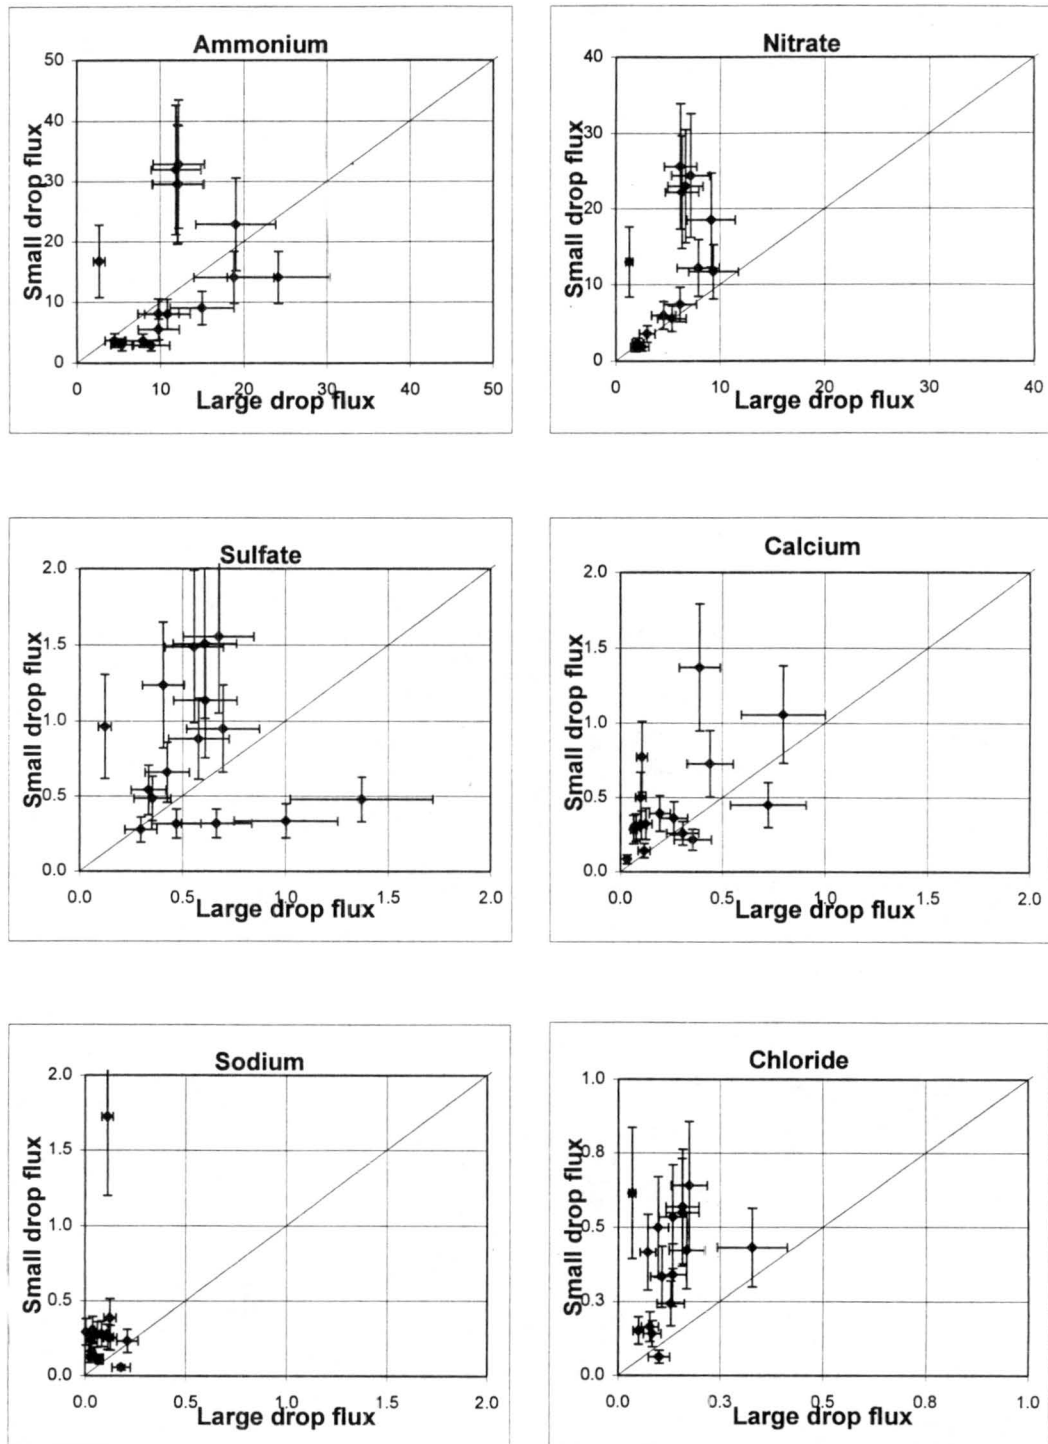 Ammonium
50
40
30
20
10
0
Small drop flux
0 10 20 30 40 50
Large drop flux
Nitrate
40
30
20
10
0
Small drop flux
0 10 20 30 40
Large drop flux
Sulfate
2.0
1.5
1.0
0.5
0.0
Small drop flux
0.0 0.5 1.0 1.5 2.0
Large drop flux
Calcium
2.0
1.5
1.0
0.5
0.0
Small drop flux
0.0 0.5 1.0 1.5 2.0
Large drop flux
Sodium
2.0
1.5
1.0
0.5
0.0
Small drop flux
0.0 0.5 1.0 1.5 2.0
Large drop flux
Chloride
1.0
0.8
0.5
0.3
0.0
Small drop flux
0.0 0.3 0.5 0.8 1.0
Large drop flux